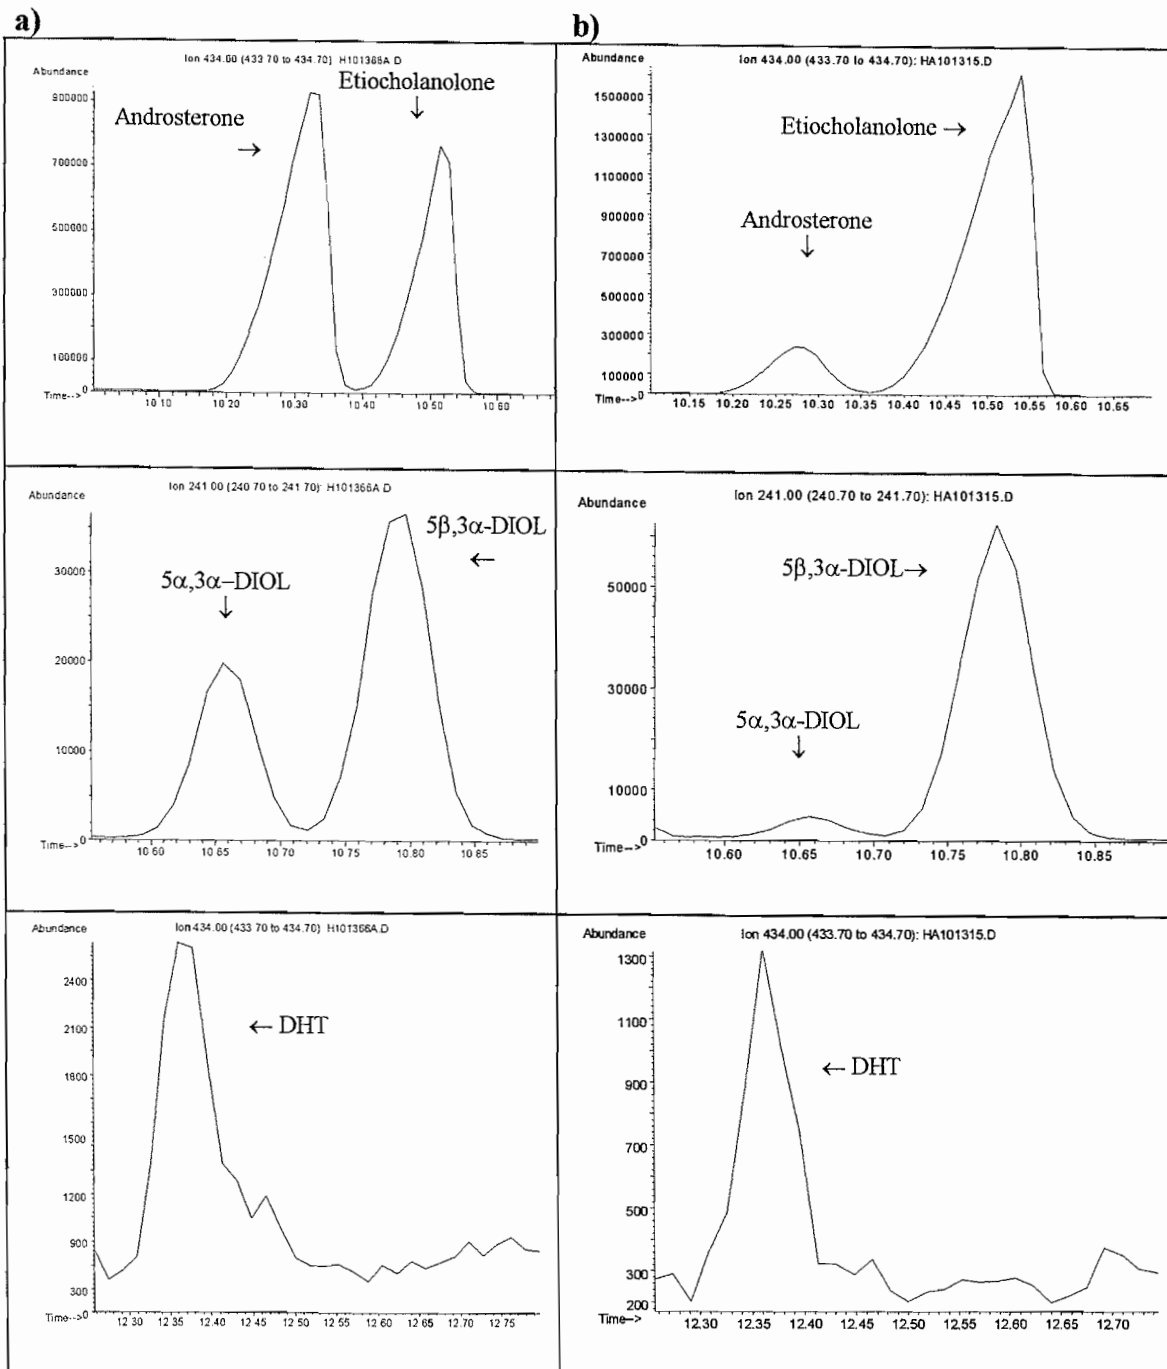 a)
Ion 434.00 (433 70 to 434.70) H101366A D
Abundance
Etiocholanolone
↓
Androsterone
→
900000
700000
500000
300000
100000
0
Time-->
10 10 10.20 10.30 10 40 10 50 10 60
b)
Abundance
Ion 434.00 (433.70 to 434.70): HA101315.D
Etiocholanolone →
Androsterone
↓
1500000
1300000
1100000
900000
700000
500000
300000
100000
0
Time-->
10.15 10.20 10.25 10.30 10.35 10.40 10.45 10.50 10.55 10.60 10.65
Ion 241 00 (240 70 to 241 70): H101366A D
Abundance
5β,3α-DIOL
←
5α,3α–DIOL
↓
30000
20000
10000
0
Time-->
10 60 10 65 10 70 10 75 10 80 10 85
Ion 241.00 (240.70 to 241.70): HA101315.D
Abundance
5β,3α-DIOL→
5α,3α-DIOL
↓
50000
30000
10000
0
Time-->
10.60 10.65 10.70 10.75 10.80 10.85
Abundance
Ion 434.00 (433 70 to 434.70) H101366A.D
← DHT
2400
2100
1800
1500
1200
900
300
0
Time-->
12 30 12 35 12.40 12.45 12 50 12 55 12 60 12 65 12.70 12 75
Abundance
Ion 434.00 (433.70 to 434.70): HA101315.D
← DHT
1300
1100
900
700
500
300
200
Time-->
12.30 12.35 12.40 12.45 12.50 12.55 12.60 12.65 12.70